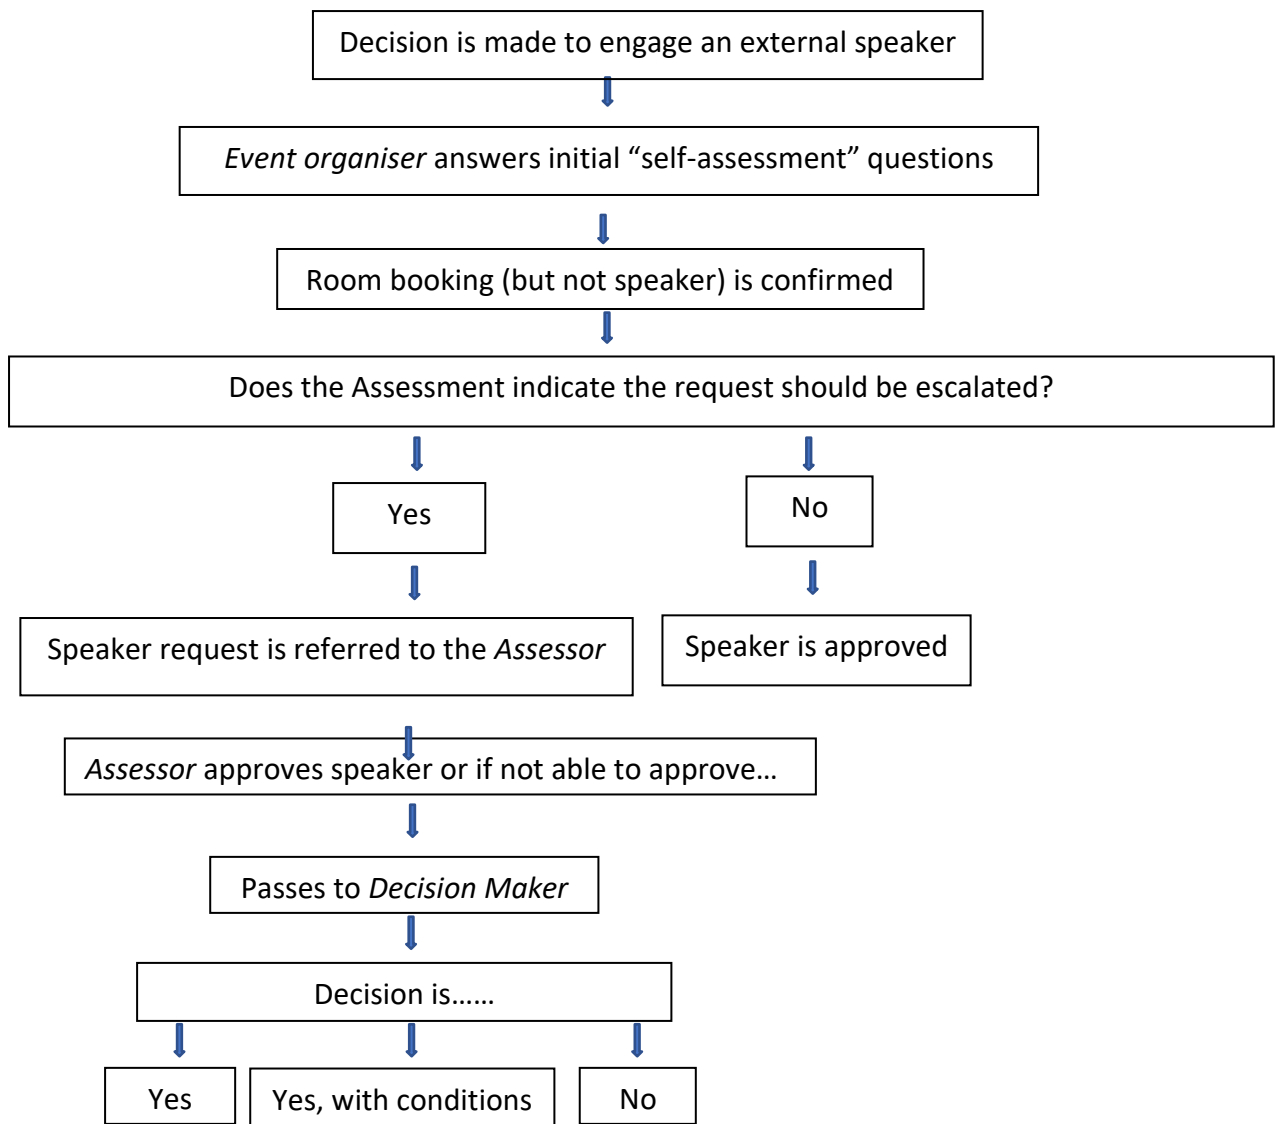 Decision is made to engage an external speaker
Event organiser answers initial “self-assessment” questions
Room booking (but not speaker) is confirmed
Does the Assessment indicate the request should be escalated?
Yes
No
Speaker request is referred to the Assessor
Speaker is approved
Assessor approves speaker or if not able to approve…
Passes to Decision Maker
Decision is……
Yes
Yes, with conditions
No